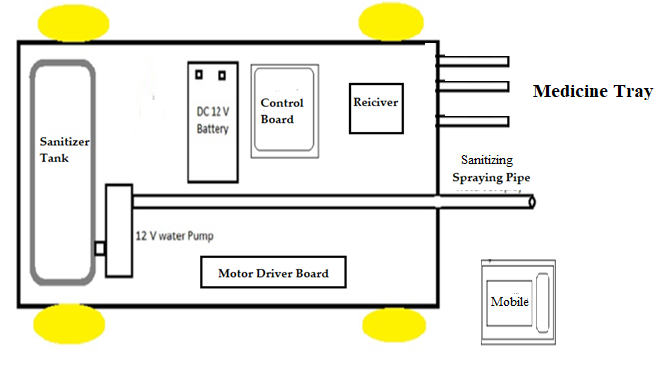 Sanitizer
Tank
DC 12 V
Battery
Control
Board
Reiciver
Medicine Tray
Sanitizing
Spraying Pipe
12 V water Pump
Motor Driver Board
Mobile